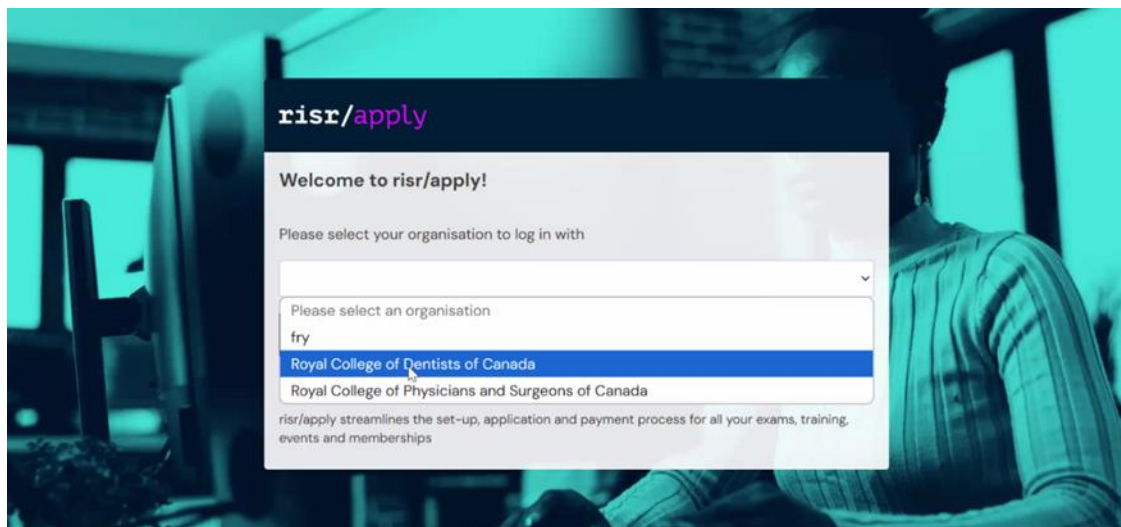 risr/apply
Welcome to risr/apply!
Please select your organisation to log in with
Please select an organisation
fry
Royal College of Dentists of Canada
Royal College of Physicians and Surgeons of Canada
risr/apply streamlines the set-up, application and payment process for all your exams, training,
events and memberships